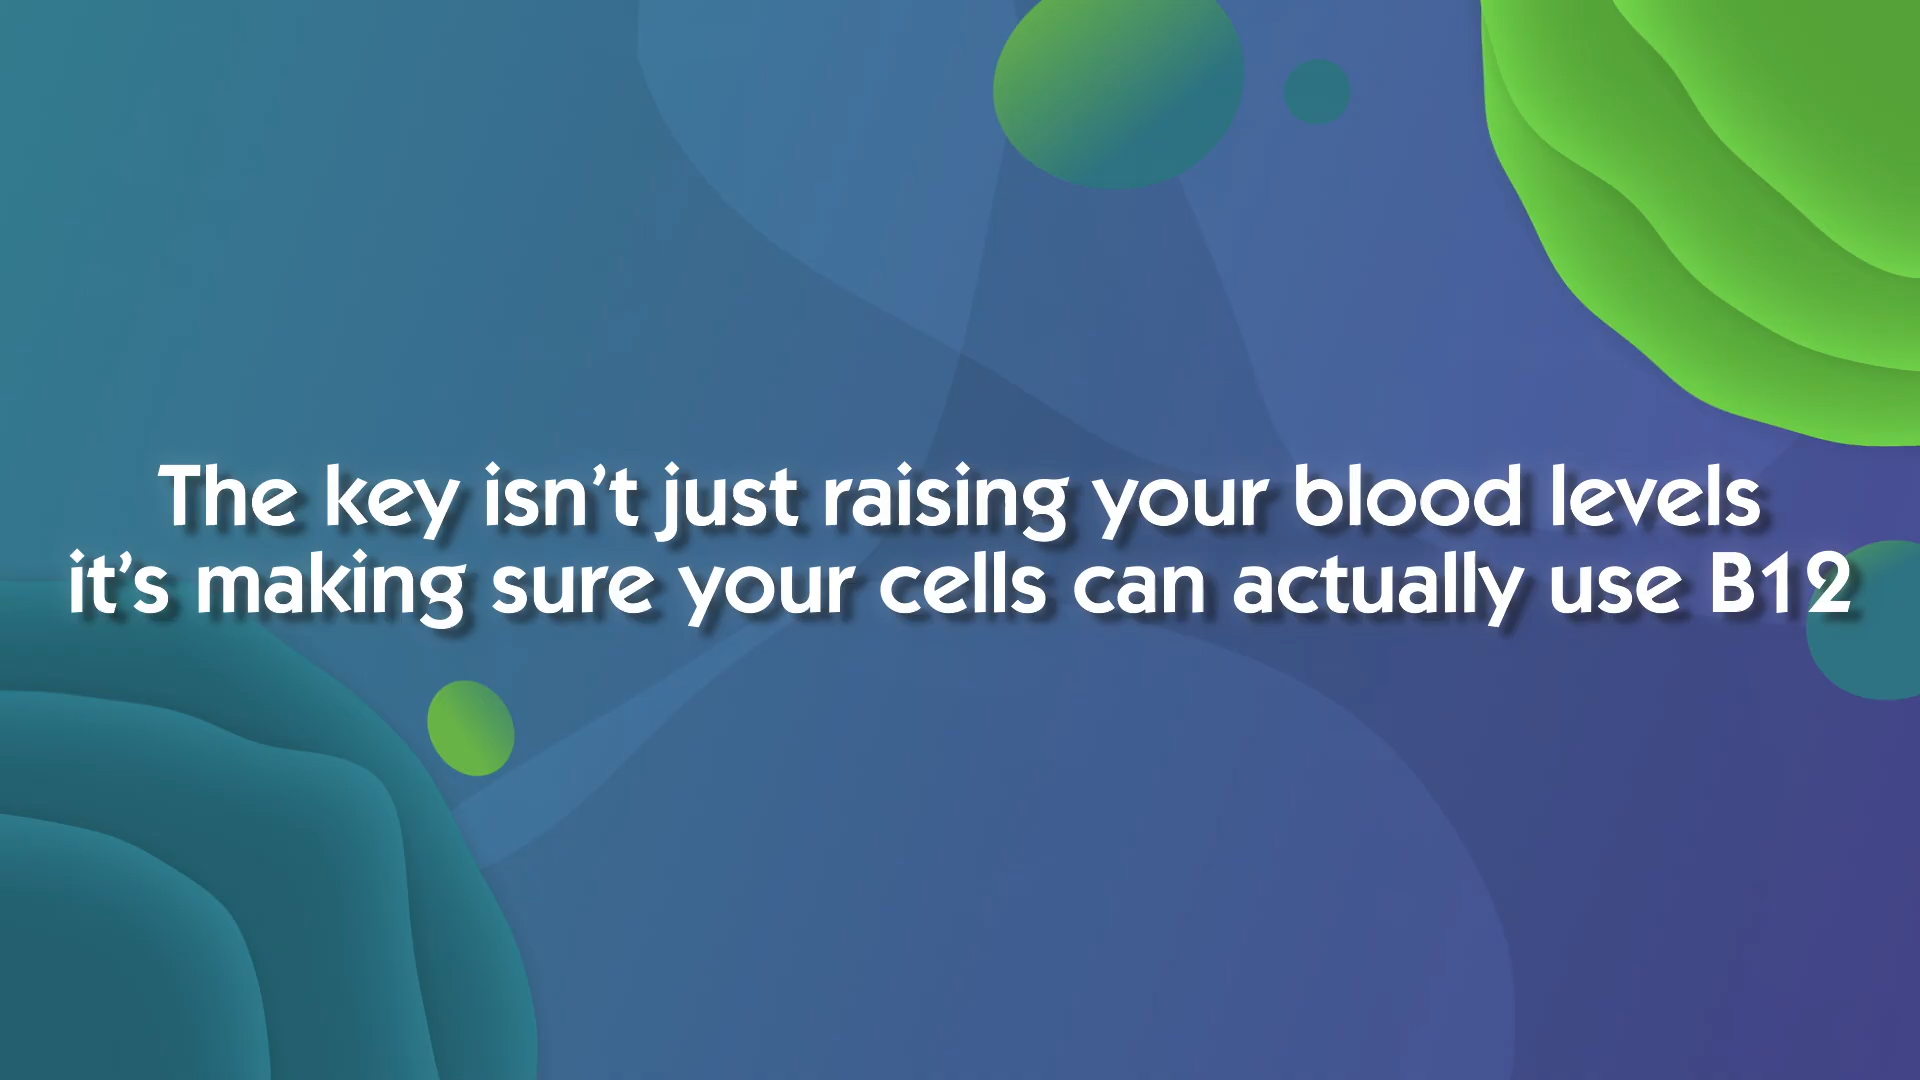 The key isn’t just raising your blood levels
it’s making sure your cells can actually use B12